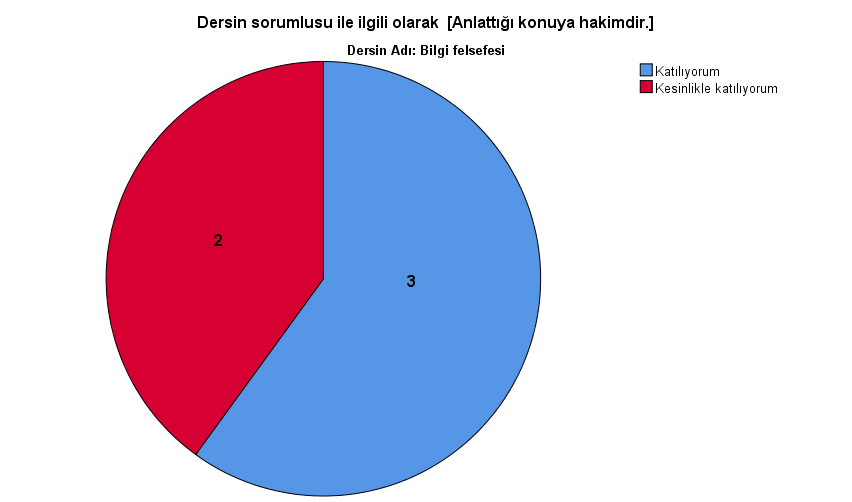 Dersin sorumlusu ile ilgili olarak [Anlattığı konuya hakimdir.]
Dersin Adı: Bilgi felsefesi
Katılıyorum
Kesinlikle katılıyorum
2
3